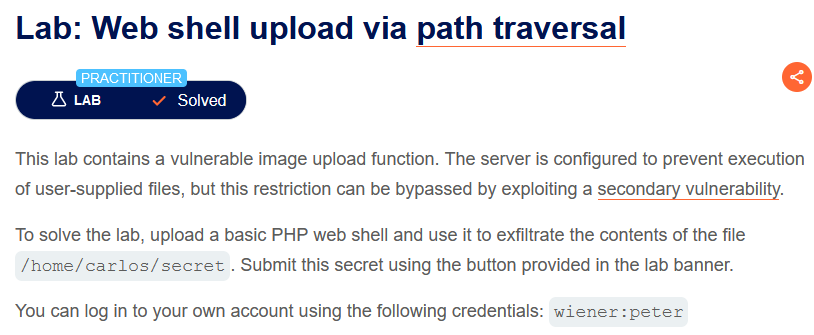 Lab: Web shell upload via path traversal
PRACTITIONER
LAB Solved
This lab contains a vulnerable image upload function. The server is configured to prevent execution
of user-supplied files, but this restriction can be bypassed by exploiting a secondary vulnerability.
To solve the lab, upload a basic PHP web shell and use it to exfiltrate the contents of the file
/home/carlos/secret. Submit this secret using the button provided in the lab banner.
You can log in to your own account using the following credentials: wiener:peter